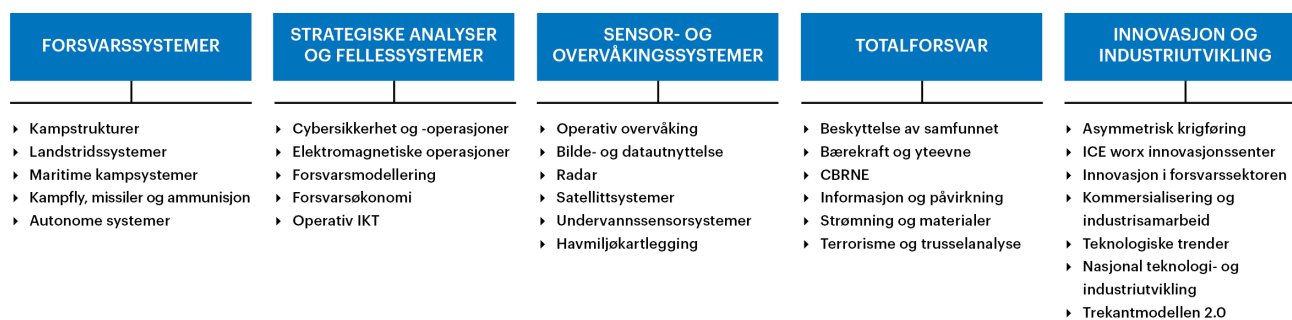 FORSVARSSYSTEMER
Kampstrukturer
Landstridssystemer
Maritime kampsystemer
Kampfly, missiler og ammunisjon
Autonome systemer
STRATEGISKE ANALYSER
OG FELLESSYSTEMER
Cybersikkerhet og -operasjoner
Elektromagnetiske operasjoner
Forsvarsmodellering
Forsvarsøkonomi
Operativ IKT
SENSOR- OG
OVERVÅKINGSSYSTEMER
Operativ overvåking
Bilde- og datautnyttelse
Radar
Satellittsystemer
Undervannssensorsystemer
Havmiljøkartlegging
TOTALFORSVAR
Beskyttelse av samfunnet
Bærekraft og yteevne
CBRNE
Informasjon og påvirkning
Strømning og materialer
Terrorisme og trusselanalyse
INNOVASJON OG
INDUSTRIUTVIKLING
Asymmetrisk krigføring
ICE worx innovasjonssenter
Innovasjon i forsvarssektoren
Kommersialisering og
industrisamarbeid
Teknologiske trender
Nasjonal teknologi- og
industriutvikling
Trekantmodellen 2.0